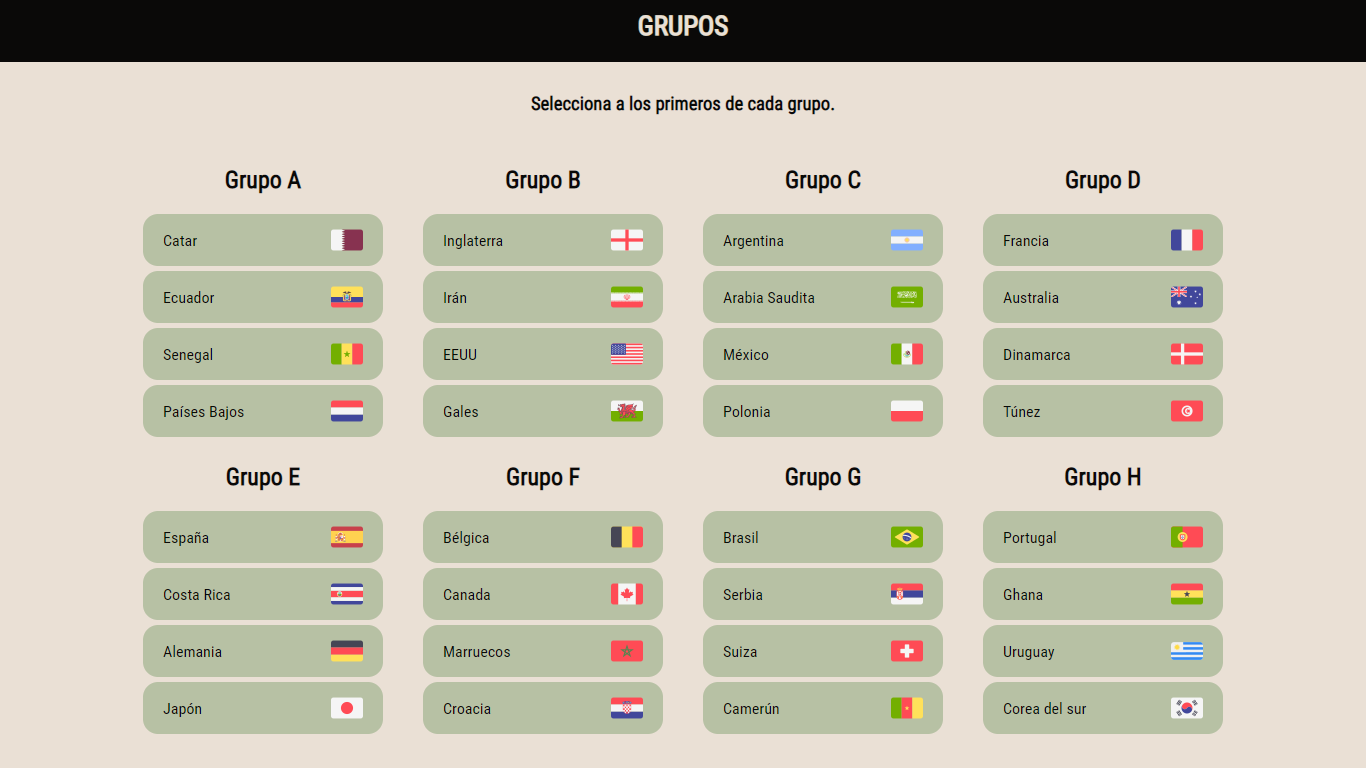 GRUPOS
Selecciona a los primeros de cada grupo.
Grupo A
Catar
Ecuador
Senegal
Países Bajos
Grupo B
Inglaterra
Irán
EEUU
Gales
Grupo C
Argentina
Arabia Saudita
México
Polonia
Grupo D
Francia
Australia
Dinamarca
Túnez
Grupo E
España
Costa Rica
Alemania
Japón
Grupo F
Bélgica
Canada
Marruecos
Croacia
Grupo G
Brasil
Serbia
Suiza
Camerún
Grupo H
Portugal
Ghana
Uruguay
Corea del sur